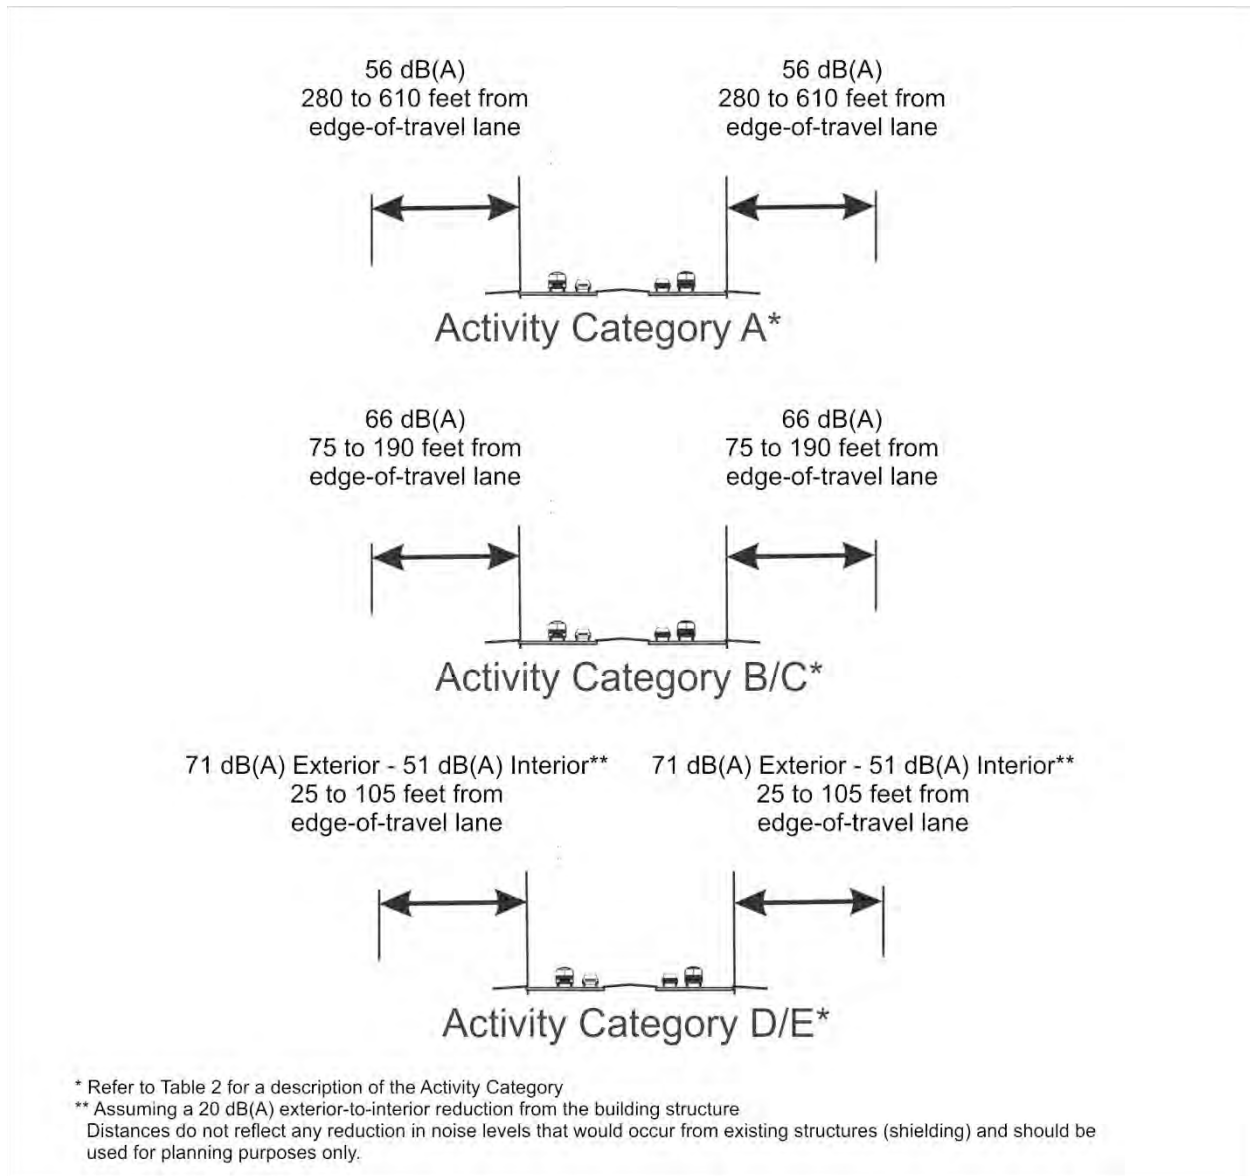 56 dB(A)
280 to 610 feet from
edge-of-travel lane
56 dB(A)
280 to 610 feet from
edge-of-travel lane
Activity Category A*
66 dB(A)
75 to 190 feet from
edge-of-travel lane
66 dB(A)
75 to 190 feet from
edge-of-travel lane
Activity Category B/C*
71 dB(A) Exterior - 51 dB(A) Interior**
25 to 105 feet from
edge-of-travel lane
71 dB(A) Exterior - 51 dB(A) Interior**
25 to 105 feet from
edge-of-travel lane
Activity Category D/E*
* Refer to Table 2 for a description of the Activity Category
** Assuming a 20 dB(A) exterior-to-interior reduction from the building structure
Distances do not reflect any reduction in noise levels that would occur from existing structures (shielding) and should be
used for planning purposes only.